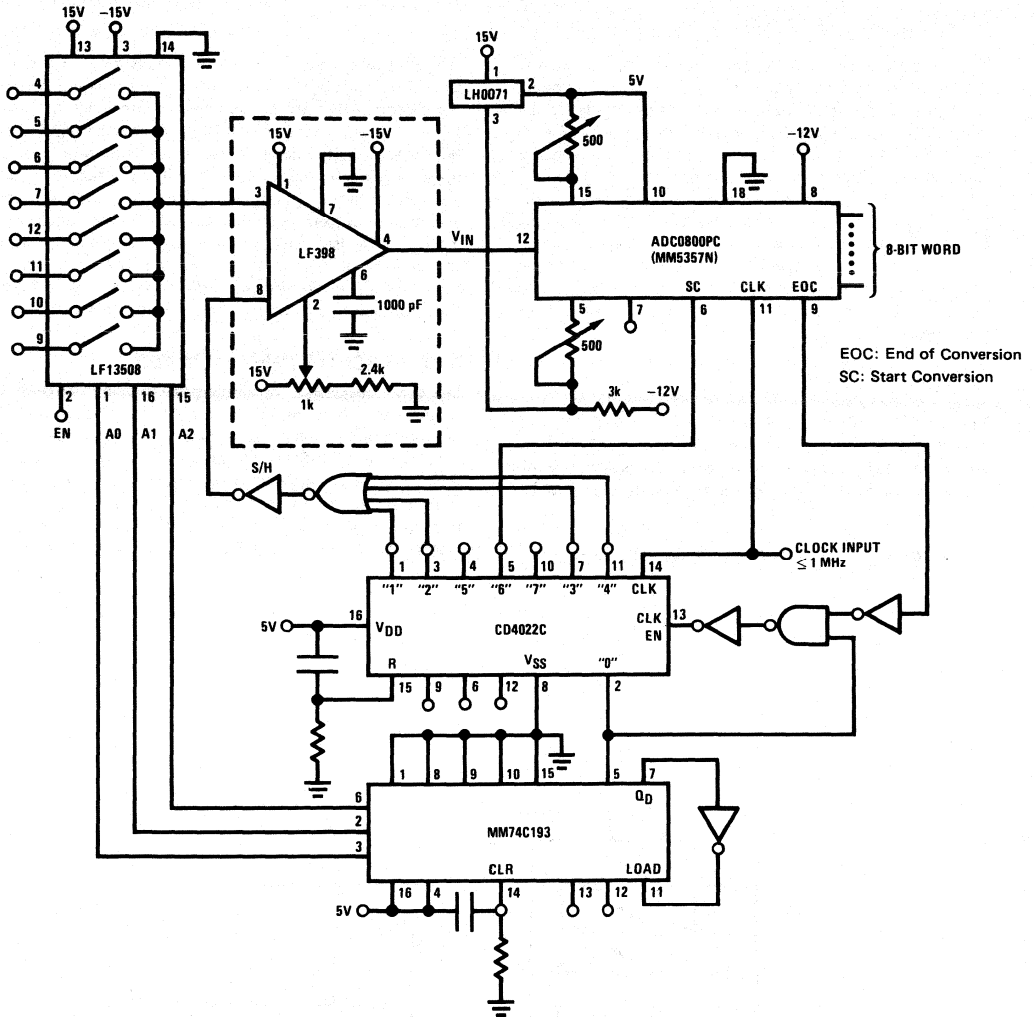 15V
-15V
13
3
14
4
5
6
7
12
11
10
9
LF13508
2
1
16
15
EN
A0
A1
A2
15V
-15V
1
7
3
4
LF398
6
8
2
1000 pF
15V
2.4k
1k
15V
1
LH0071
2
3
5V
500
-12V
15
10
18
8
VIN
12
ADC0800PC
(MM5357N)
8-BIT WORD
SC
CLK
EOC
5
7
6
11
9
500
3k
-12V
EOC: End of Conversion
SC: Start Conversion
S/H
CLOCK INPUT
≤ 1 MHz
1
3
4
5
10
7
11
14
"1"
"2"
"5"
"6"
"7"
"3"
"4"
CLK
5V
16
VDD
CD4022C
CLK
EN
13
R
VSS
"0"
15
9
6
12
8
2
1
8
9
10
15
5
7
QD
6
2
3
MM74C193
CLR
LOAD
16
4
14
13
12
11
5V